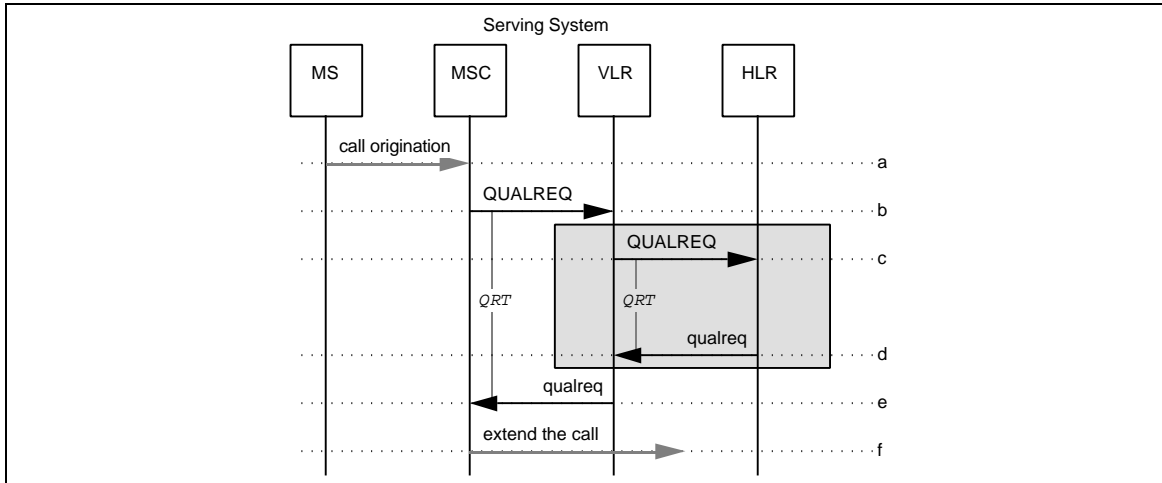 Serving System
MS
MSC
VLR
HLR
call origination
a
QUALREQ
b
QUALREQ
c
QRT
QRT
qualreq
d
qualreq
e
extend the call
f